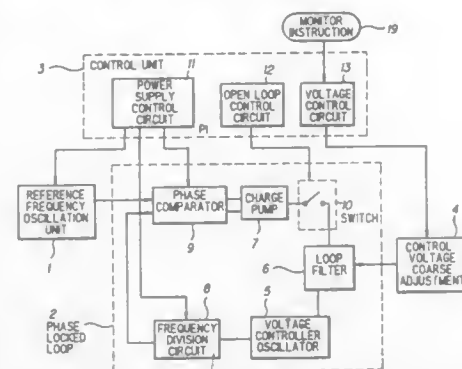 MONITOR
INSTRUCTION
19
3
CONTROL UNIT
11
POWER
SUPPLY CONTROL
CIRCUIT
P1
12
OPEN LOOP
CONTROL
CIRCUIT
13
VOLTAGE
CONTROL
CIRCUIT
REFERENCE
FREQUENCY
OSCILLATION
UNIT
1
PHASE
COMPARATOR
9
CHARGE
PUMP
7
10
SWITCH
4
CONTROL
VOLTAGE
COARSE
ADJUSTMENT
6
LOOP
FILTER
2
PHASE
LOCKED
LOOP
8
FREQUENCY
DIVISION
CIRCUIT
5
VOLTAGE
CONTROLLER
OSCILLATOR